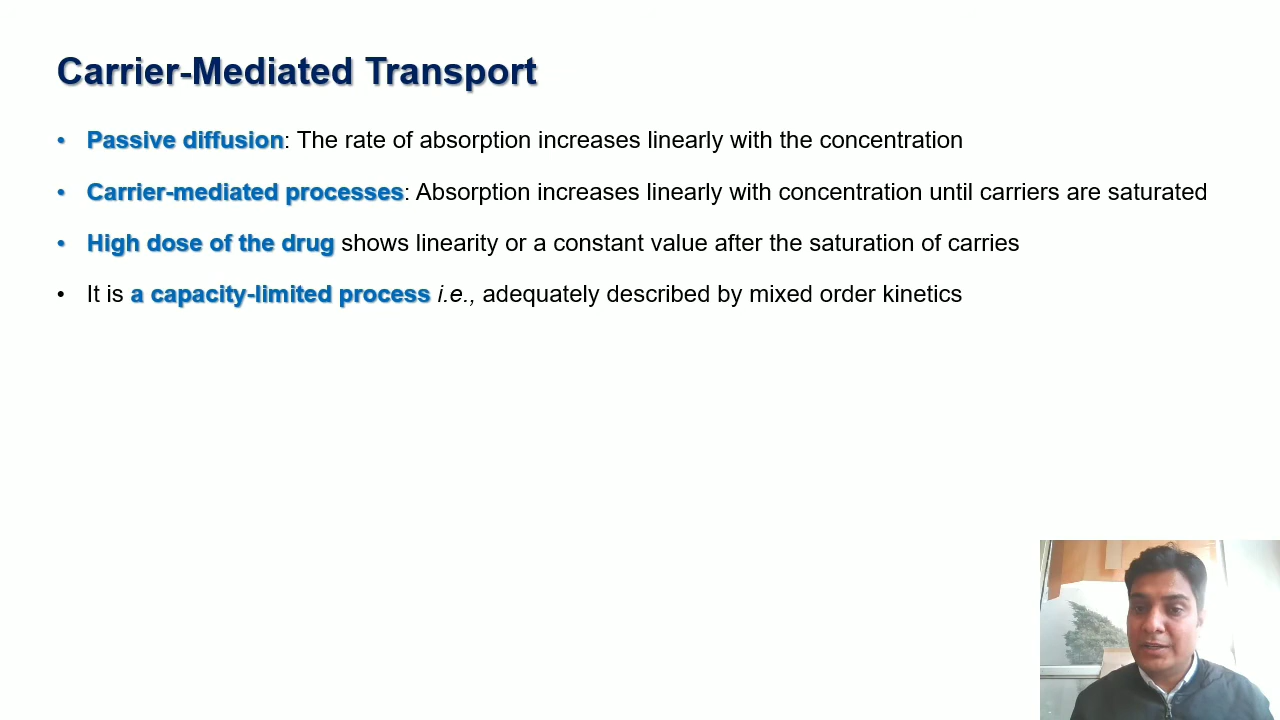 Carrier-Mediated Transport
• Passive diffusion: The rate of absorption increases linearly with the concentration
• Carrier-mediated processes: Absorption increases linearly with concentration until carriers are saturated
• High dose of the drug shows linearity or a constant value after the saturation of carries
• It is a capacity-limited process i.e., adequately described by mixed order kinetics